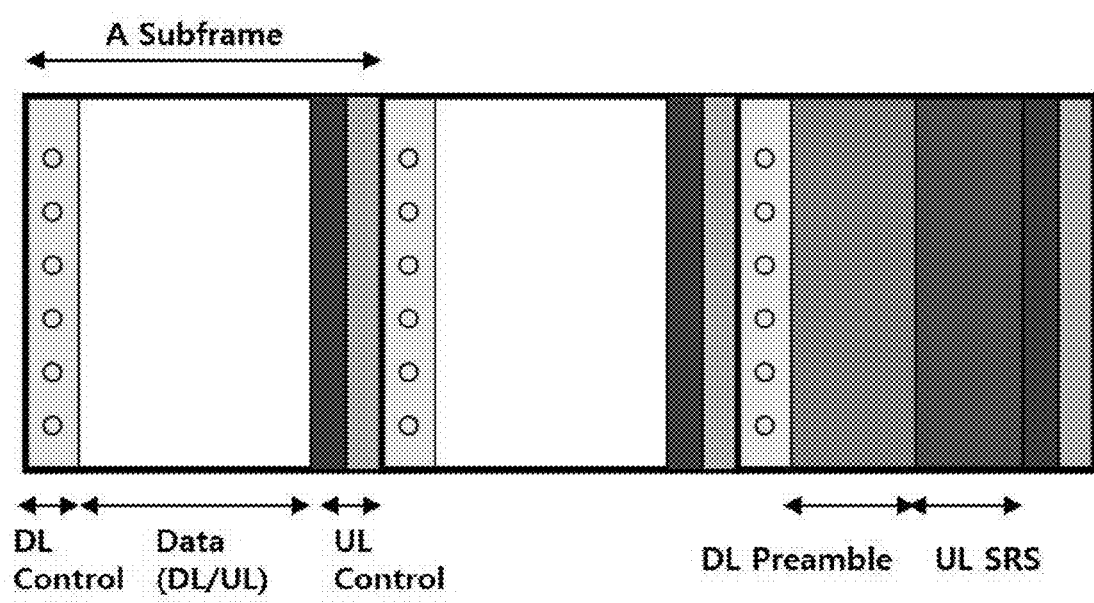 A Subframe
DL
Control
Data
(DL/UL)
UL
Control
DL Preamble
UL SRS